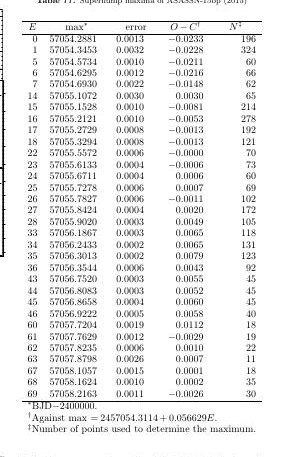 Table 77. Superhump maxima of ASASSN-15bp (2015)
E max* error O − C† N‡
0 57054.2881 0.0013 −0.0233 196
1 57054.3453 0.0032 −0.0228 324
5 57054.5734 0.0010 −0.0211 60
6 57054.6295 0.0012 −0.0216 66
7 57054.6930 0.0022 −0.0148 62
14 57055.1072 0.0030 0.0030 65
15 57055.1528 0.0010 −0.0081 214
16 57055.2121 0.0010 −0.0053 278
17 57055.2729 0.0008 −0.0013 192
18 57055.3294 0.0008 −0.0013 121
22 57055.5572 0.0006 −0.0000 70
23 57055.6133 0.0004 −0.0006 73
24 57055.6711 0.0004 0.0006 60
25 57055.7278 0.0006 0.0007 69
26 57055.7827 0.0006 −0.0011 102
27 57055.8424 0.0004 0.0020 172
28 57055.9020 0.0003 0.0049 105
33 57056.1867 0.0003 0.0065 118
34 57056.2433 0.0002 0.0065 131
35 57056.3013 0.0002 0.0079 123
36 57056.3544 0.0006 0.0043 92
43 57056.7520 0.0003 0.0055 45
44 57056.8083 0.0003 0.0052 45
45 57056.8658 0.0004 0.0060 45
46 57056.9222 0.0005 0.0058 40
60 57057.7204 0.0019 0.0112 18
61 57057.7629 0.0012 −0.0029 19
62 57057.8235 0.0006 0.0010 22
63 57057.8798 0.0026 0.0007 11
67 57058.1057 0.0015 0.0001 18
68 57058.1624 0.0010 0.0002 35
69 57058.2163 0.0011 −0.0026 30
*BJD−2400000.
†Against max = 2457054.3114 + 0.056629E.
‡Number of points used to determine the maximum.